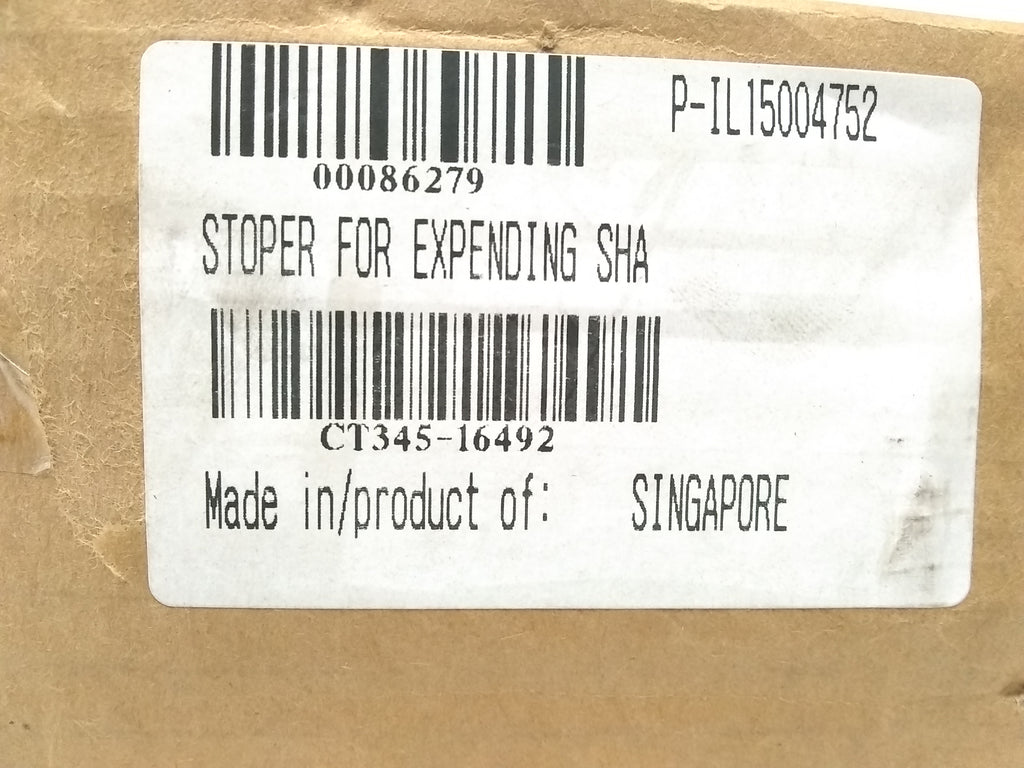 P-IL15004752
00086279
STOPER FOR EXPENDING SHA
CT345-16492
Made in/product of: SINGAPORE